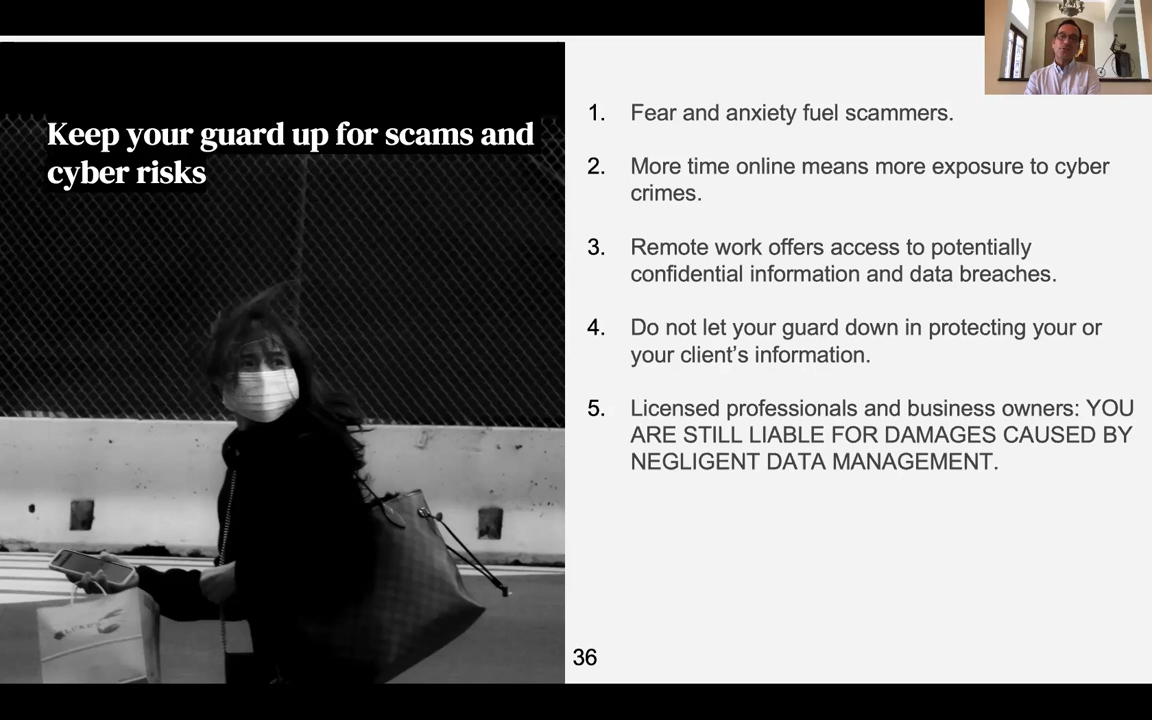 Keep your guard up for scams and
cyber risks
1. Fear and anxiety fuel scammers.
2. More time online means more exposure to cyber
crimes.
3. Remote work offers access to potentially
confidential information and data breaches.
4. Do not let your guard down in protecting your or
your client’s information.
5. Licensed professionals and business owners: YOU
ARE STILL LIABLE FOR DAMAGES CAUSED BY
NEGLIGENT DATA MANAGEMENT.
36